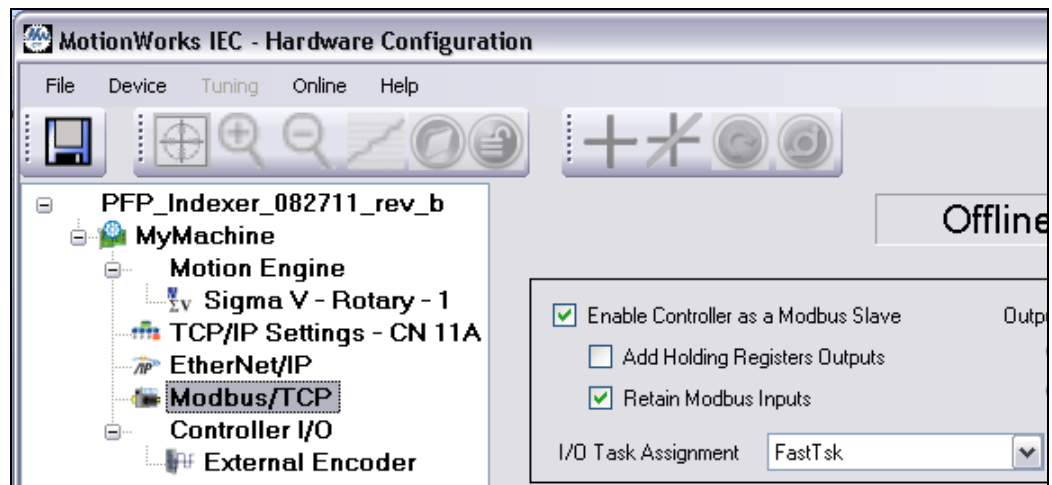 MotionWorks IEC - Hardware Configuration
File Device Tuning Online Help
PFP_Indexer_082711_rev_b
MyMachine
Motion Engine
Sigma V - Rotary - 1
TCP/IP Settings - CN 11A
EtherNet/IP
Modbus/TCP
Controller I/O
External Encoder
Offline
Enable Controller as a Modbus Slave
Outpu
Add Holding Registers Outputs
Retain Modbus Inputs
I/O Task Assignment FastTsk